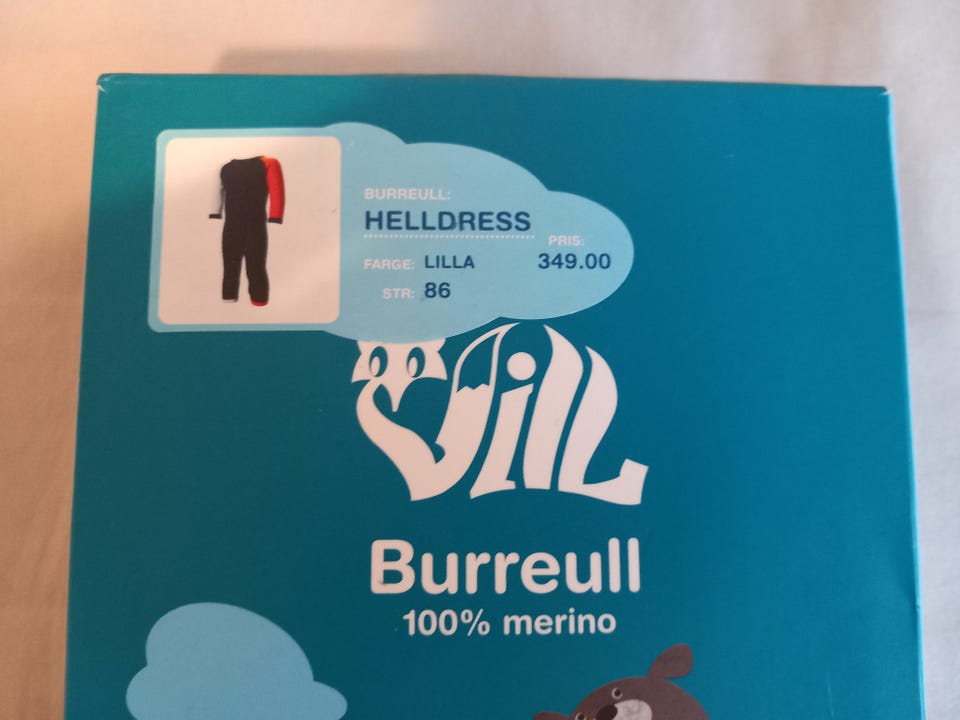 BURREULL:
HELLDRESS
PRIS:
FARGE: LILLA
349.00
STR: 86
Vill
Burreull
100% merino